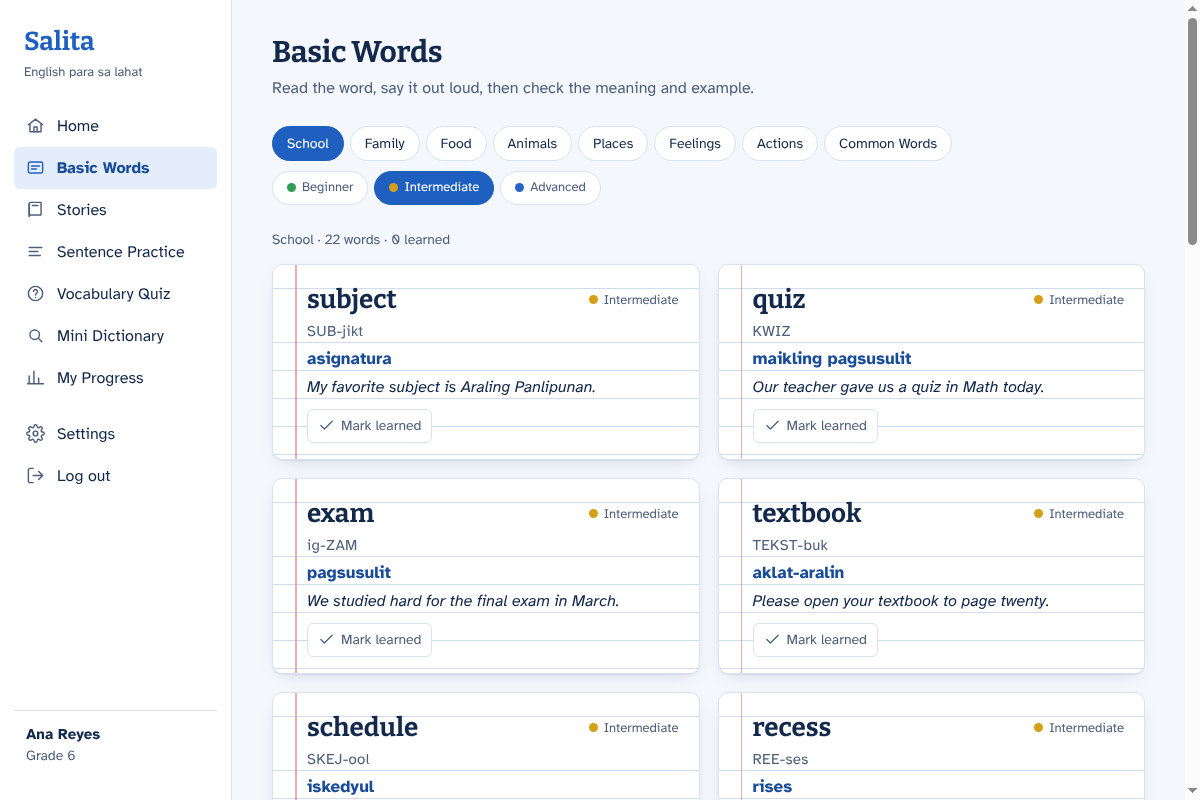 Salita
English para sa lahat
Home
Basic Words
Stories
Sentence Practice
Vocabulary Quiz
Mini Dictionary
My Progress
Settings
Log out
Ana Reyes
Grade 6
Basic Words
Read the word, say it out loud, then check the meaning and example.
School Family Food Animals Places Feelings Actions Common Words
Beginner Intermediate Advanced
School · 22 words · 0 learned
subject Intermediate
SUB-jikt
asignatura
My favorite subject is Araling Panlipunan.
Mark learned
quiz Intermediate
KWIZ
maikling pagsusulit
Our teacher gave us a quiz in Math today.
Mark learned
exam Intermediate
ig-ZAM
pagsusulit
We studied hard for the final exam in March.
Mark learned
textbook Intermediate
TEKST-buk
aklat-aralin
Please open your textbook to page twenty.
Mark learned
schedule Intermediate
SKEJ-ool
iskedyul
recess Intermediate
REE-ses
rises